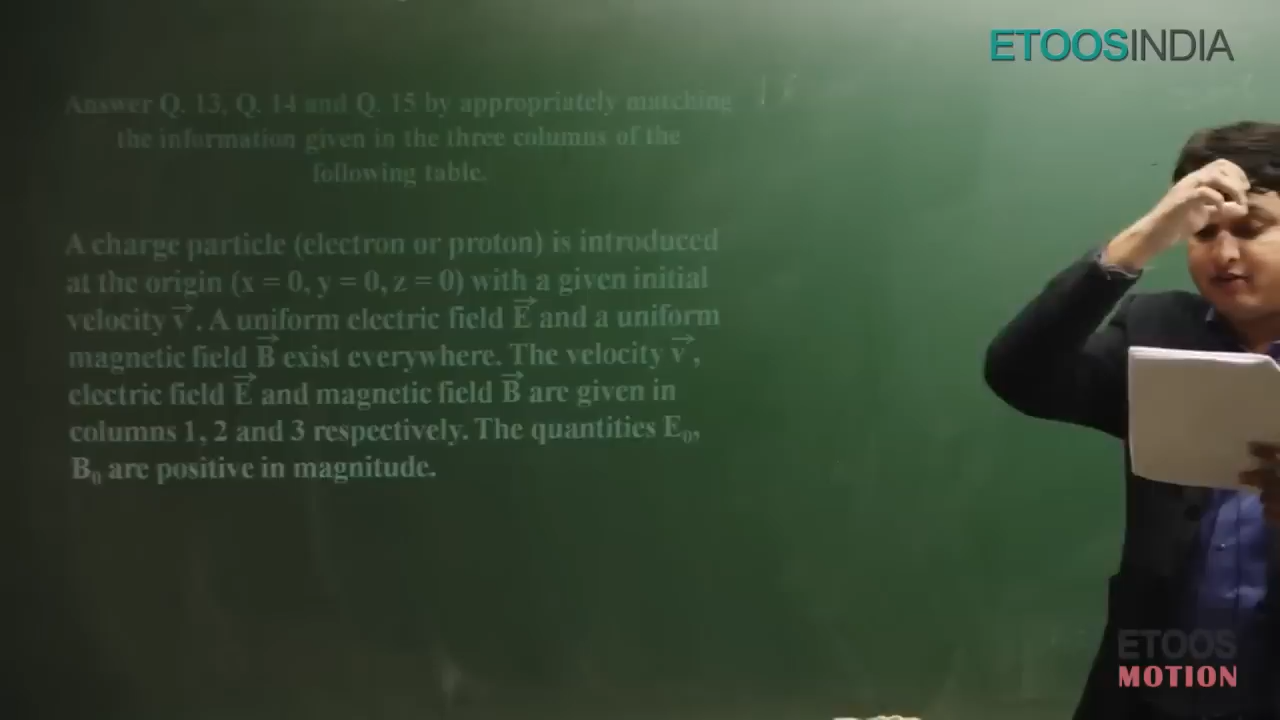 ETOOSINDIA
Answer Q. 13, Q. 14 and Q. 15 by appropriately matching
the information given in the three columns of the
following table.
A charge particle (electron or proton) is introduced
at the origin (x = 0, y = 0, z = 0) with a given initial
velocity v⃗. A uniform electric field E⃗ and a uniform
magnetic field B⃗ exist everywhere. The velocity v⃗,
electric field E⃗ and magnetic field B⃗ are given in
columns 1, 2 and 3 respectively. The quantities E₀,
B₀ are positive in magnitude.
ETOOS
MOTION